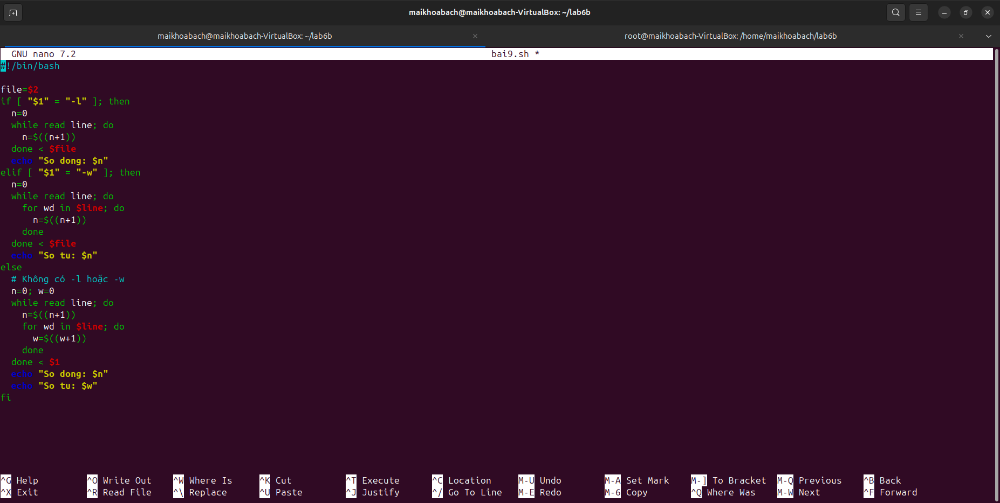 maikhoabach@maikhoabach-VirtualBox: ~/lab6b
maikhoabach@maikhoabach-VirtualBox: ~/lab6b
root@maikhoabach-VirtualBox: /home/maikhoabach/lab6b
GNU nano 7.2 bai9.sh *
#!/bin/bash
file=$2
if [ "$1" = "-l" ]; then
  n=0
  while read line; do
    n=$((n+1))
  done < $file
  echo "So dong: $n"
elif [ "$1" = "-w" ]; then
  n=0
  while read line; do
    for wd in $line; do
      n=$((n+1))
    done
  done < $file
  echo "So tu: $n"
else
  # Không có -l hoặc -w
  n=0; w=0
  while read line; do
    n=$((n+1))
    for wd in $line; do
      w=$((w+1))
    done
  done < $1
  echo "So dong: $n"
  echo "So tu: $w"
fi
^G Help ^O Write Out ^W Where Is ^K Cut ^T Execute ^C Location M-U Undo M-A Set Mark M-] To Bracket M-Q Previous ^B Back
^X Exit ^R Read File ^\ Replace ^U Paste ^J Justify ^/ Go To Line M-E Redo M-6 Copy ^Q Where Was M-W Next ^F Forward